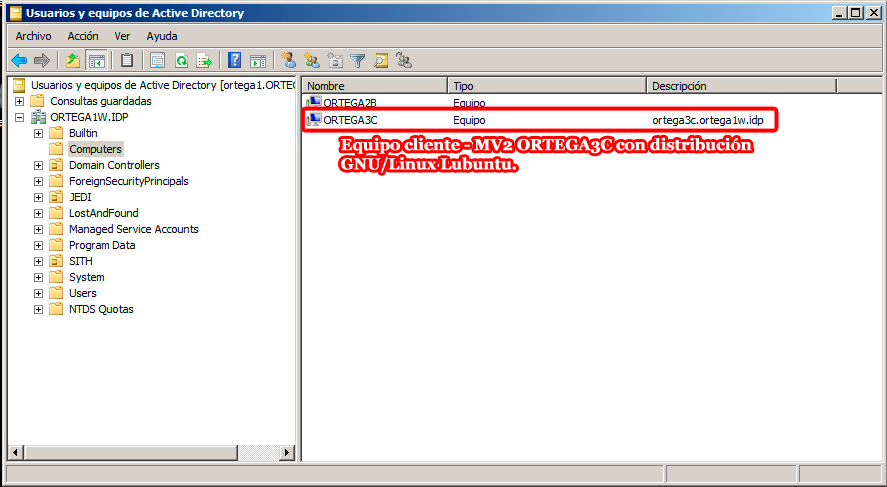 Usuarios y equipos de Active Directory
Archivo Acción Ver Ayuda
Usuarios y equipos de Active Directory [ortega1.ORTEG
Consultas guardadas
ORTEGA1W.IDP
Builtin
Computers
Domain Controllers
ForeignSecurityPrincipals
JEDI
LostAndFound
Managed Service Accounts
Program Data
SITH
System
Users
NTDS Quotas
Nombre Tipo Descripción
ORTEGA2B Equipo
ORTEGA3C Equipo ortega3c.ortega1w.idp
Equipo cliente - MV2 ORTEGA3C con distribución
GNU/Linux Lubuntu.